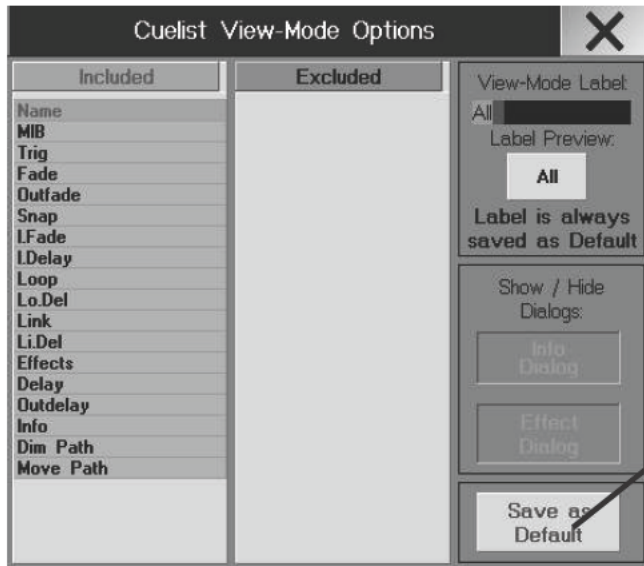 Cuelist View-Mode Options
Included
Name
MIB
Trig
Fade
Outfade
Snap
I.Fade
I.Delay
Loop
Lo.Del
Link
Li.Del
Effects
Delay
Outdelay
Info
Dim Path
Move Path
Excluded
View-Mode Label:
All
Label Preview:
All
Label is always
saved as Default
Show / Hide
Dialogs:
Info
Dialog
Effect
Dialog
Save as
Default